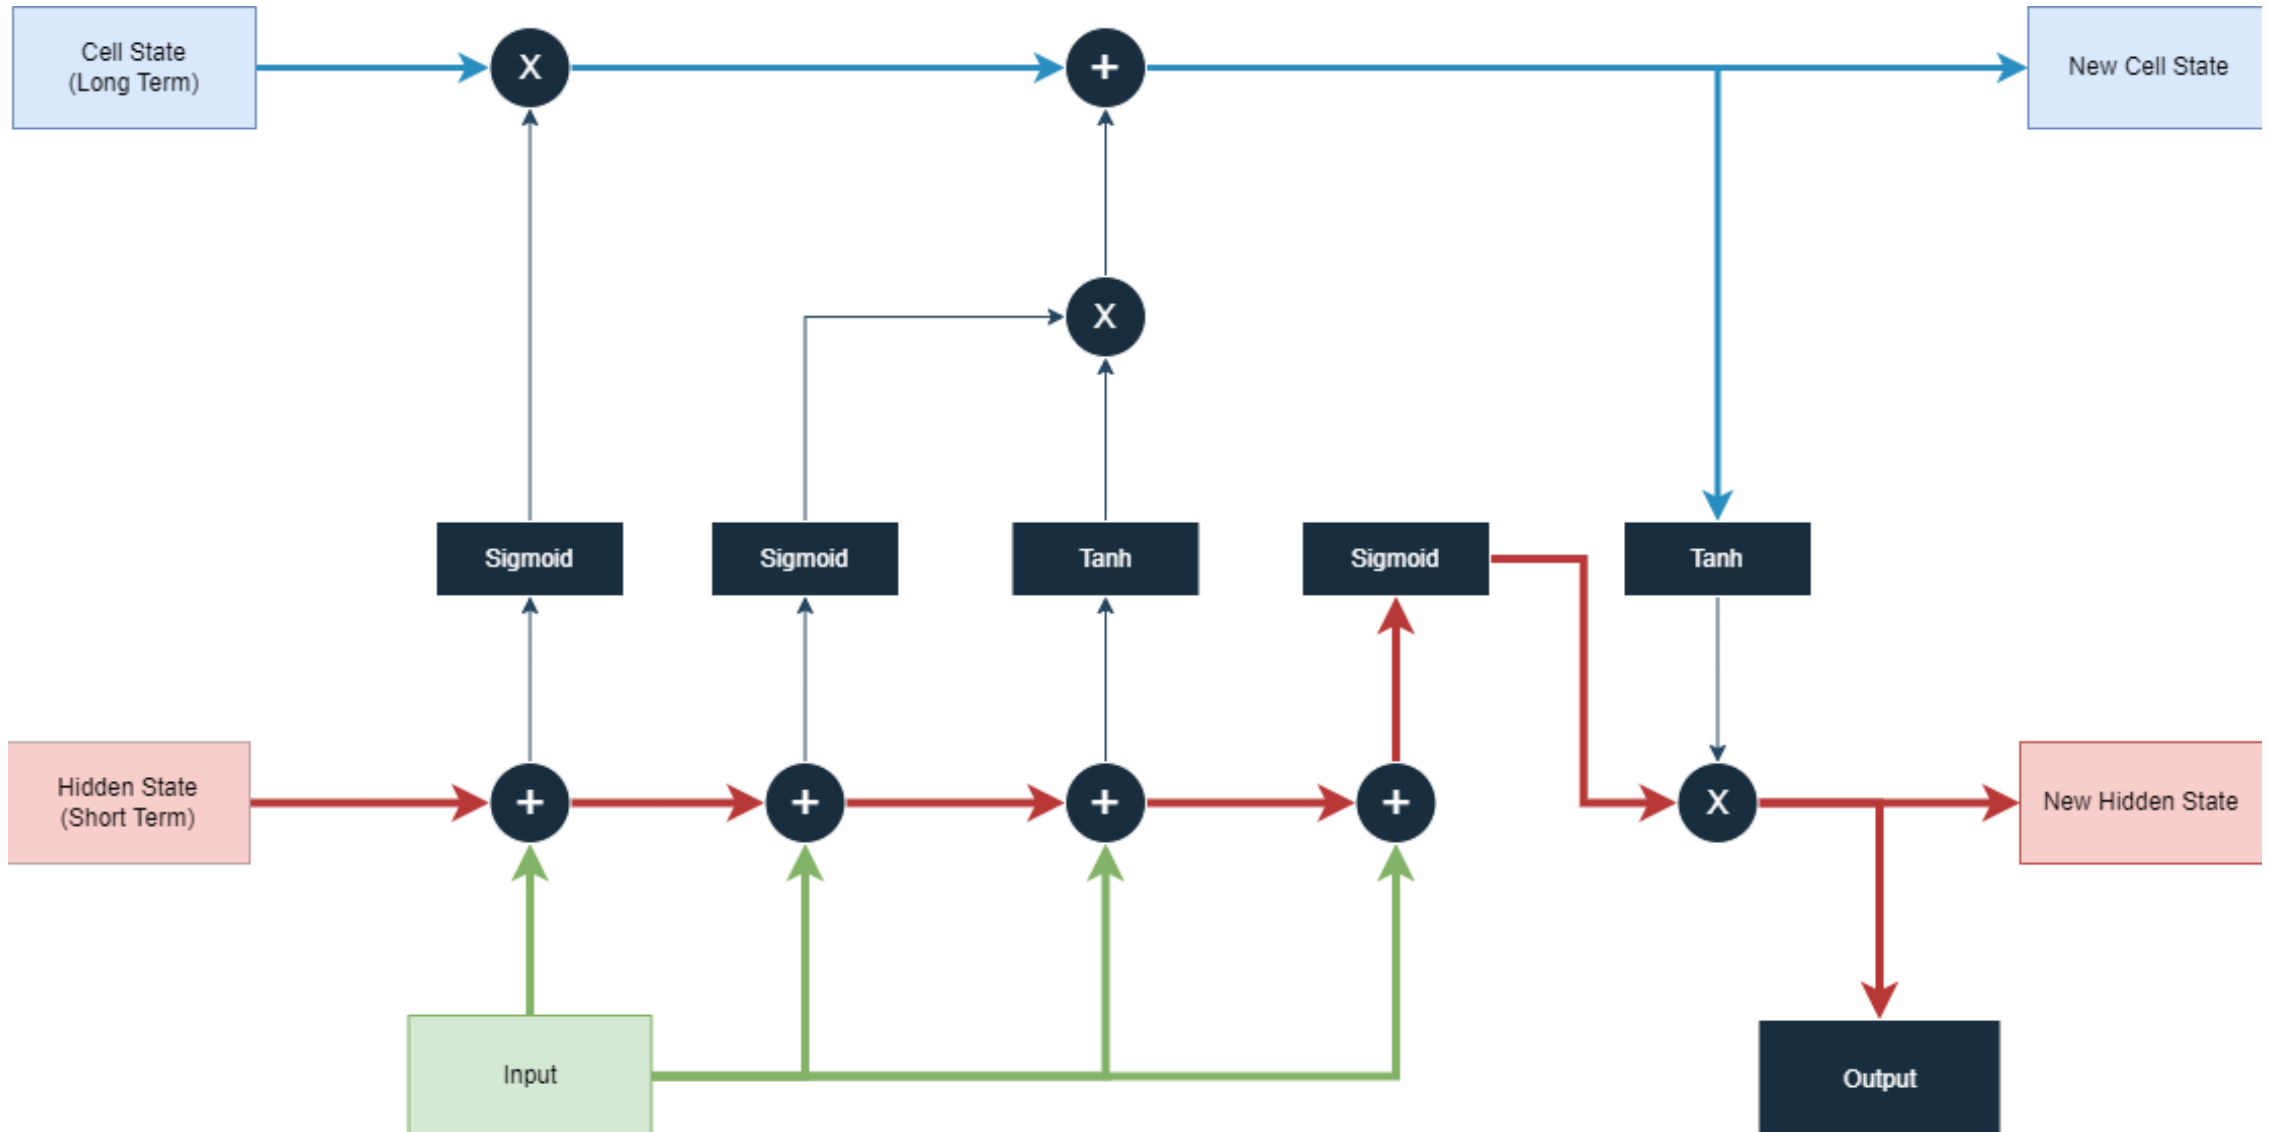 Cell State
(Long Term)
X
+
New Cell State
X
Sigmoid
Sigmoid
Tanh
Sigmoid
Tanh
Hidden State
(Short Term)
+
+
+
+
X
New Hidden State
Input
Output